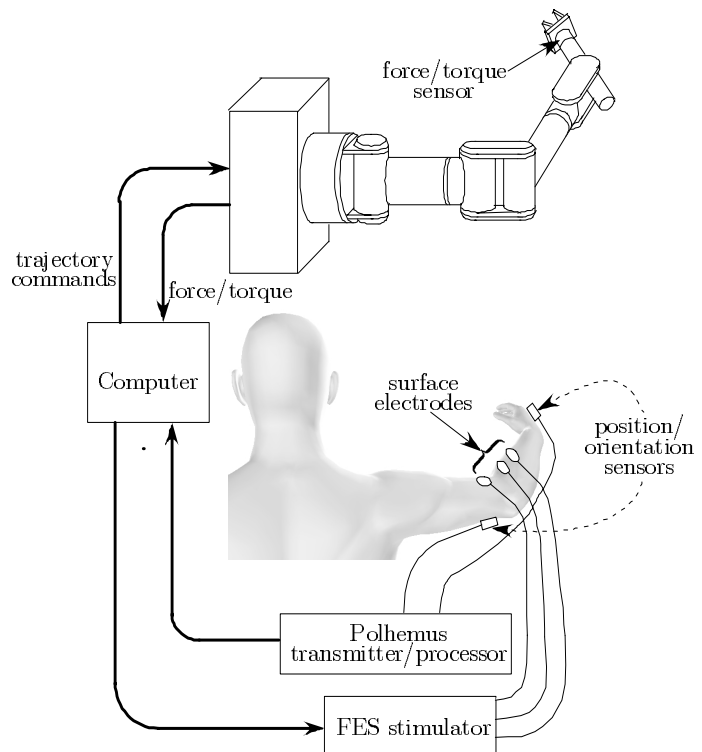 force/torque
sensor
trajectory
commands
force/torque
Computer
surface
electrodes
position/
orientation
sensors
Polhemus
transmitter/processor
FES stimulator